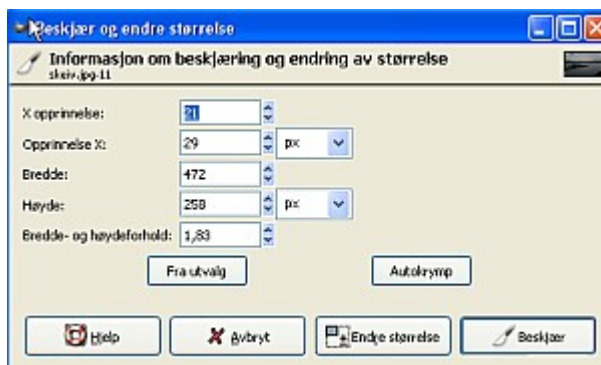 Beskjær og endre størrelse
Informasjon om beskjæring og endring av størrelse
skeiv.jpg-11
X opprinnelse: 21
Opprinnelse X: 29 px
Bredde: 472
Høyde: 258 px
Bredde- og høydeforhold: 1,83
Fra utvalg Autokrymp
Hjelp Avbryt Endre størrelse Beskjær